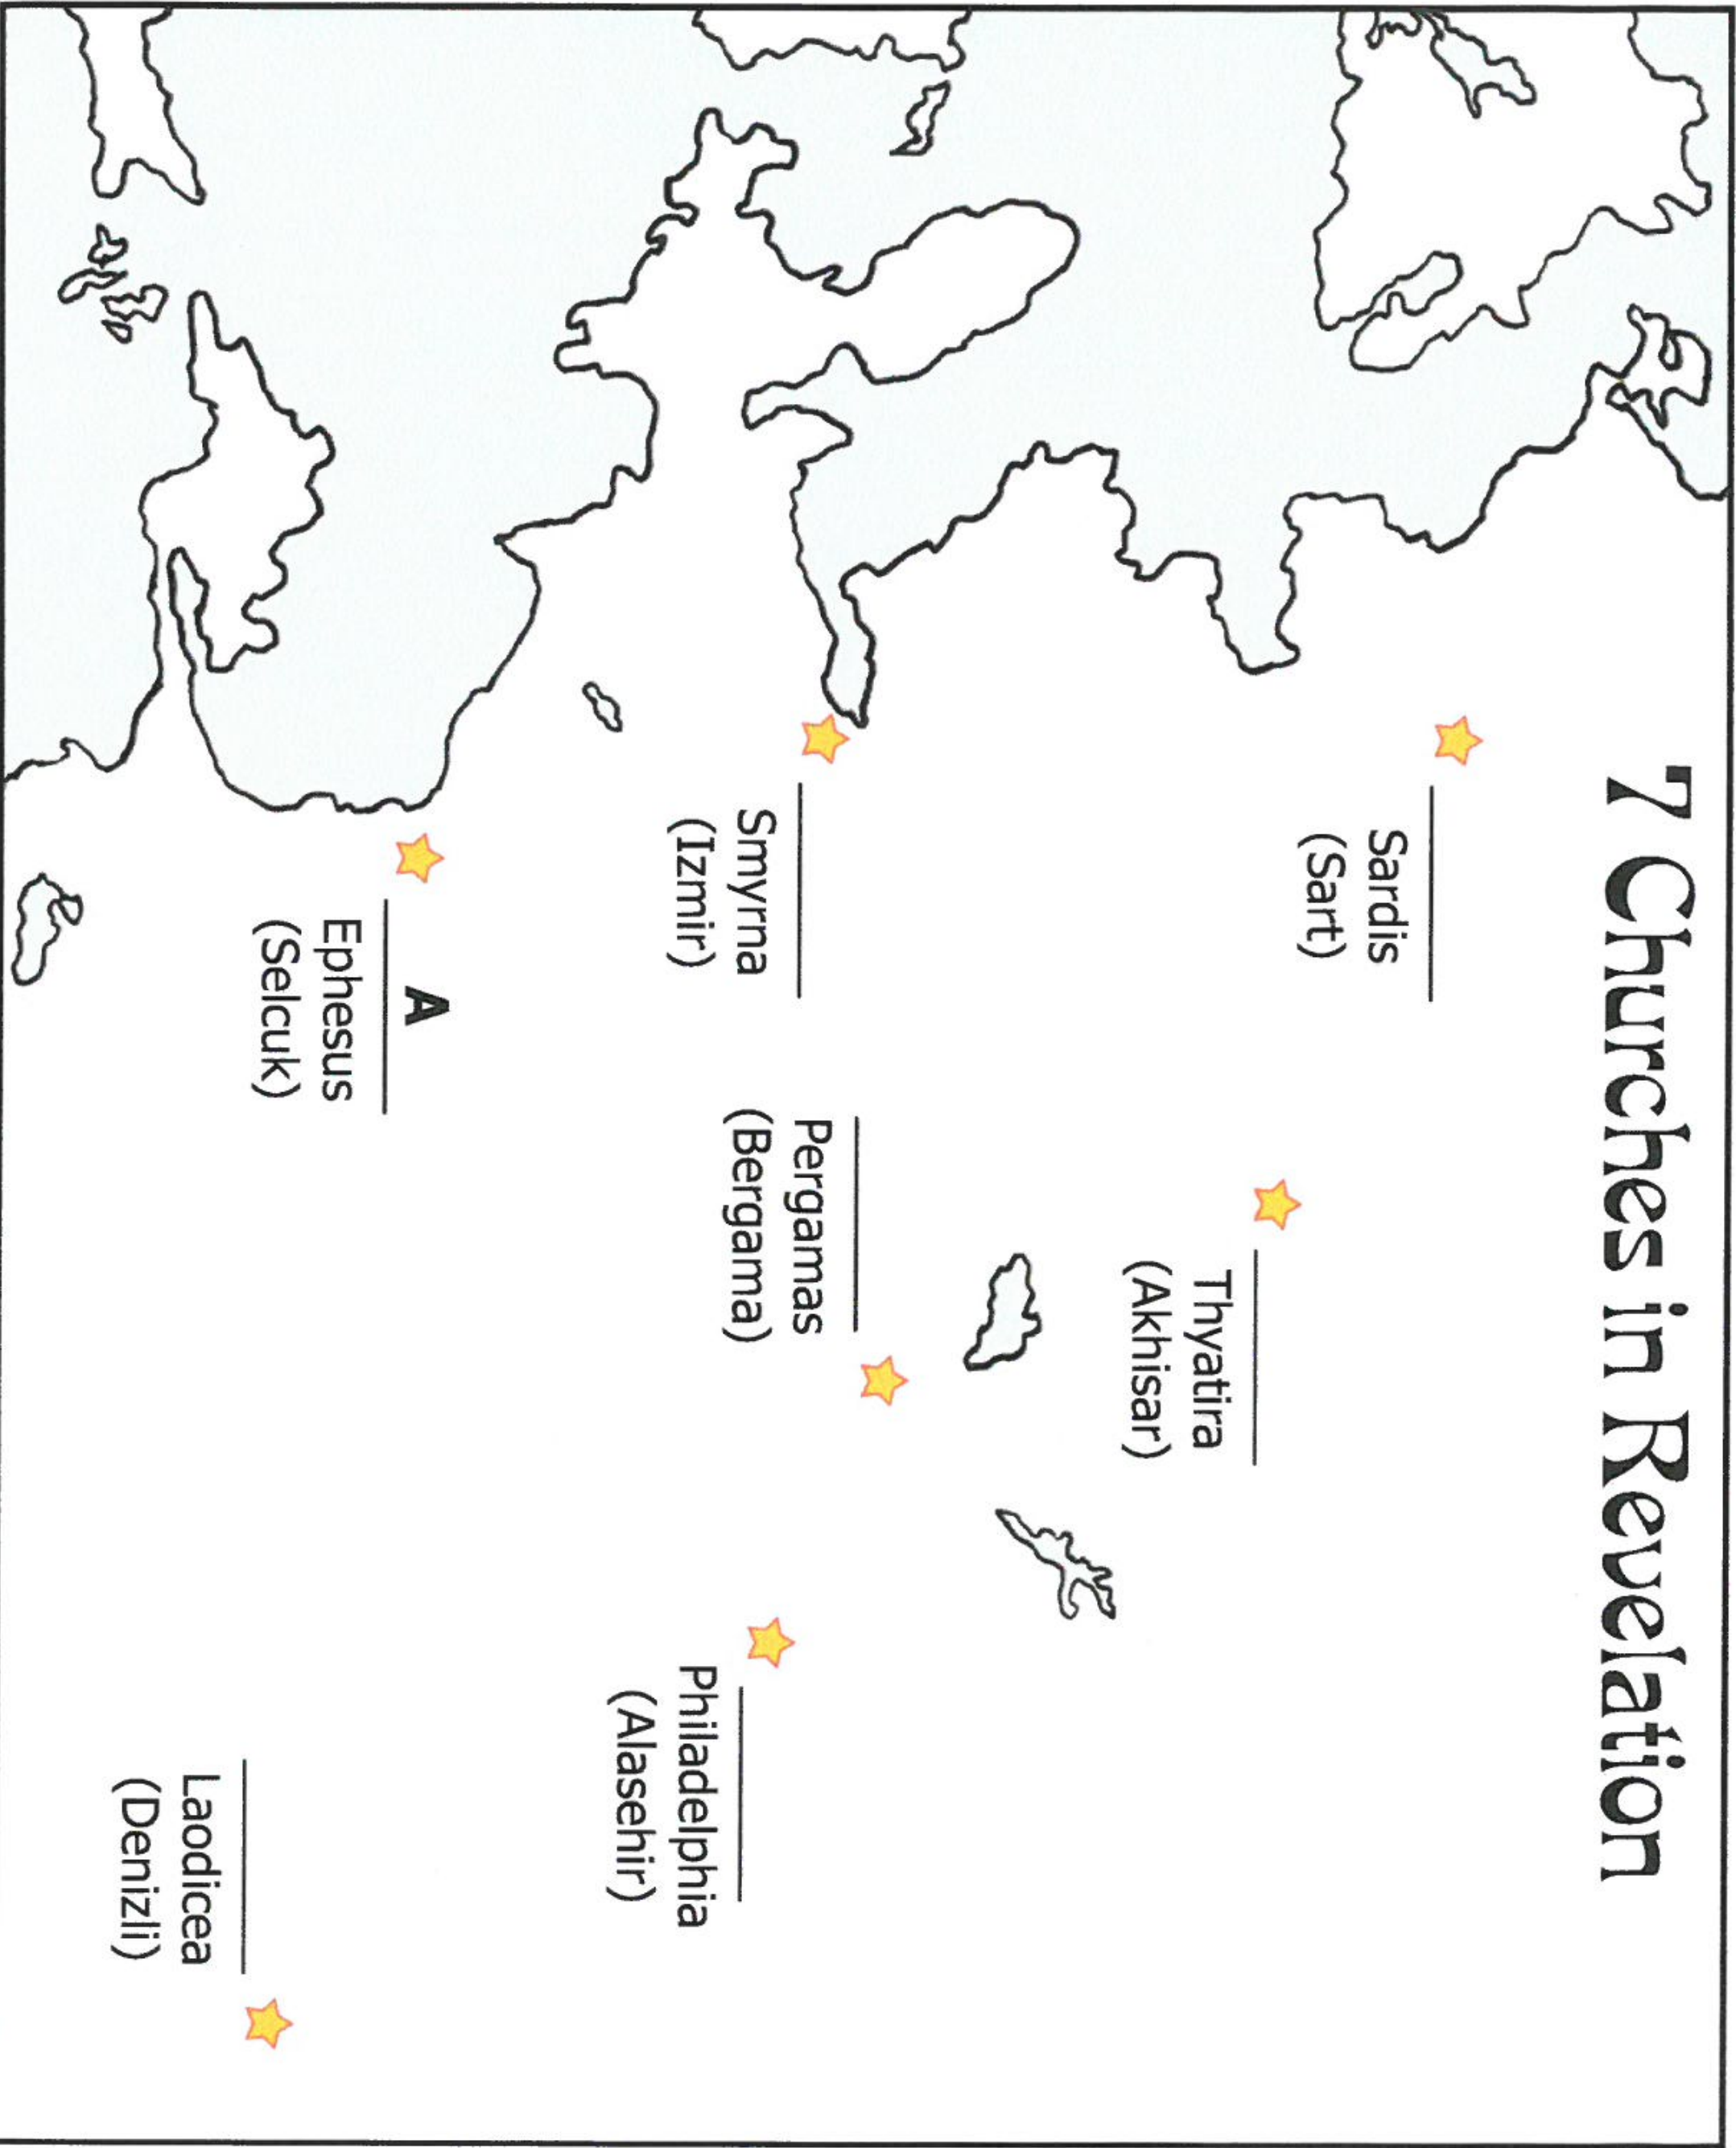 7 Churches in Revelation
Sardis
(Sart)
Thyatira
(Akhisar)
Smyrna
(Izmir)
Pergamas
(Bergama)
Philadelphia
(Alasehir)
A
Ephesus
(Selcuk)
Laodicea
(Denizli)